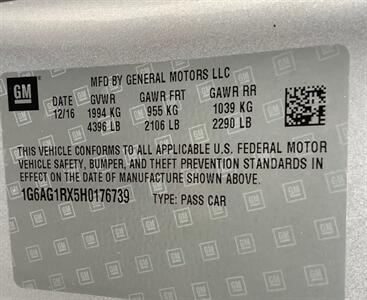 GM
MFD BY GENERAL MOTORS LLC
DATE GVWR GAWR FRT GAWR RR
12/16 1994 KG 955 KG 1039 KG
4396 LB 2106 LB 2290 LB
THIS VEHICLE CONFORMS TO ALL APPLICABLE U.S. FEDERAL MOTOR
VEHICLE SAFETY, BUMPER, AND THEFT PREVENTION STANDARDS
IN EFFECT ON THE DATE OF MANUFACTURE SHOWN ABOVE.
1G6AG1RX5H0176739 TYPE: PASS CAR